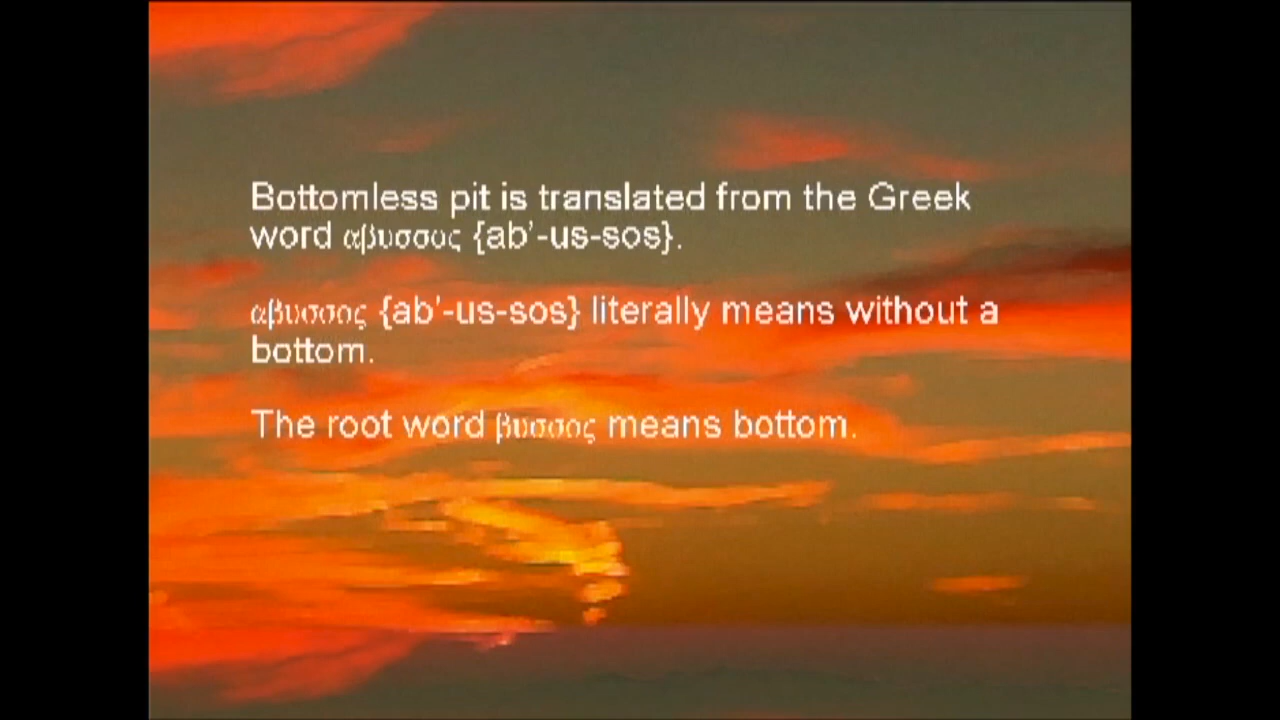 Bottomless pit is translated from the Greek
word αβυσσος {ab’-us-sos}.
αβυσσος {ab’-us-sos} literally means without a
bottom.
The root word βυσσος means bottom.